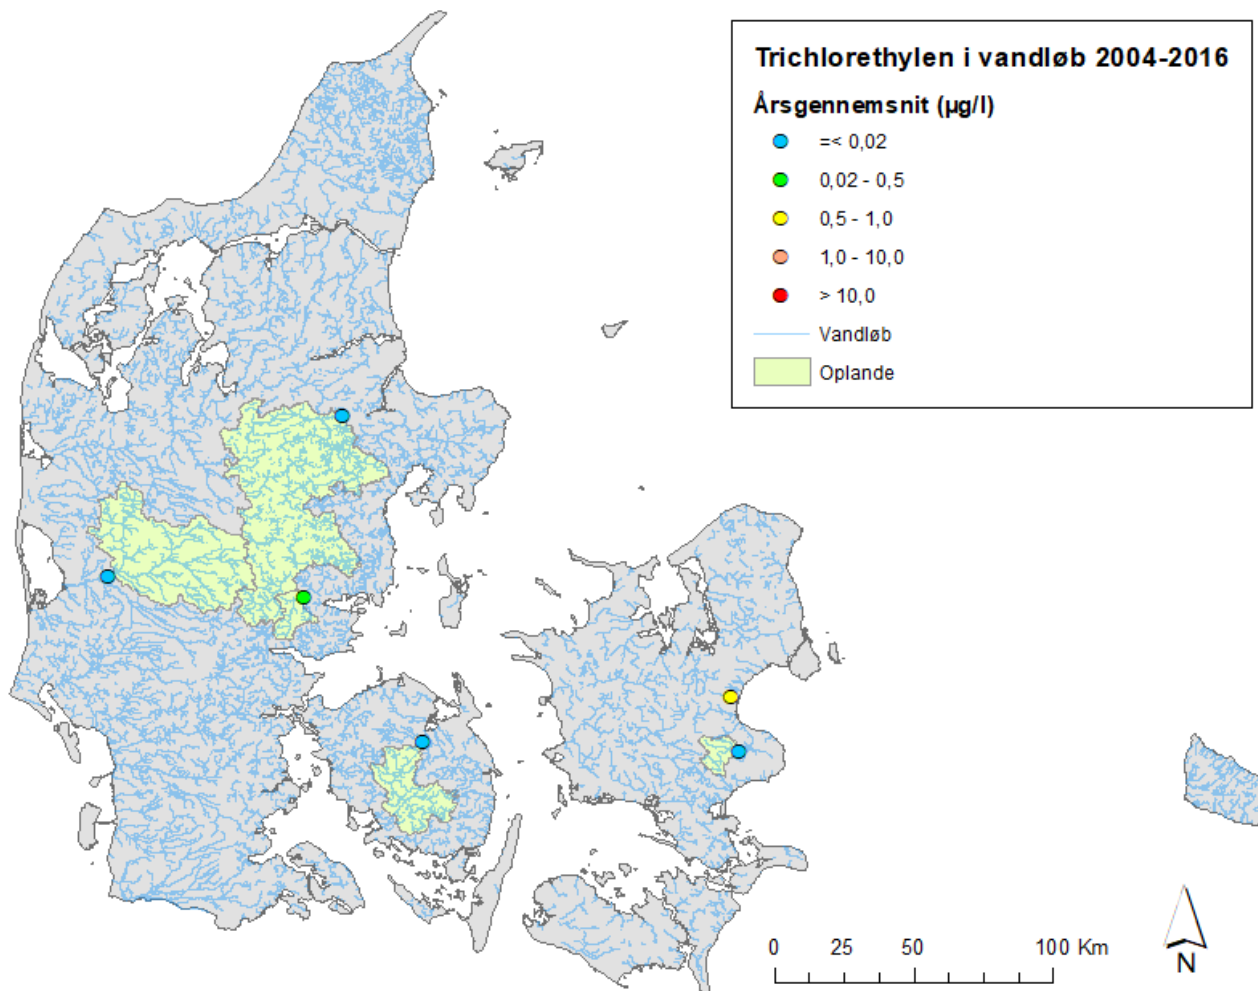 Trichlorethylen i vandløb 2004-2016
Årsgennemsnit (µg/l)
=< 0,02
0,02 - 0,5
0,5 - 1,0
1,0 - 10,0
> 10,0
Vandløb
Oplande
0 25 50 100 Km
N